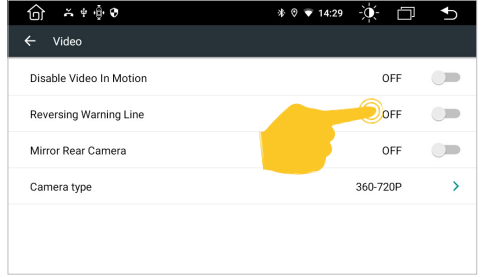 14:29
Video
Disable Video In Motion OFF
Reversing Warning Line OFF
Mirror Rear Camera OFF
Camera type 360-720P